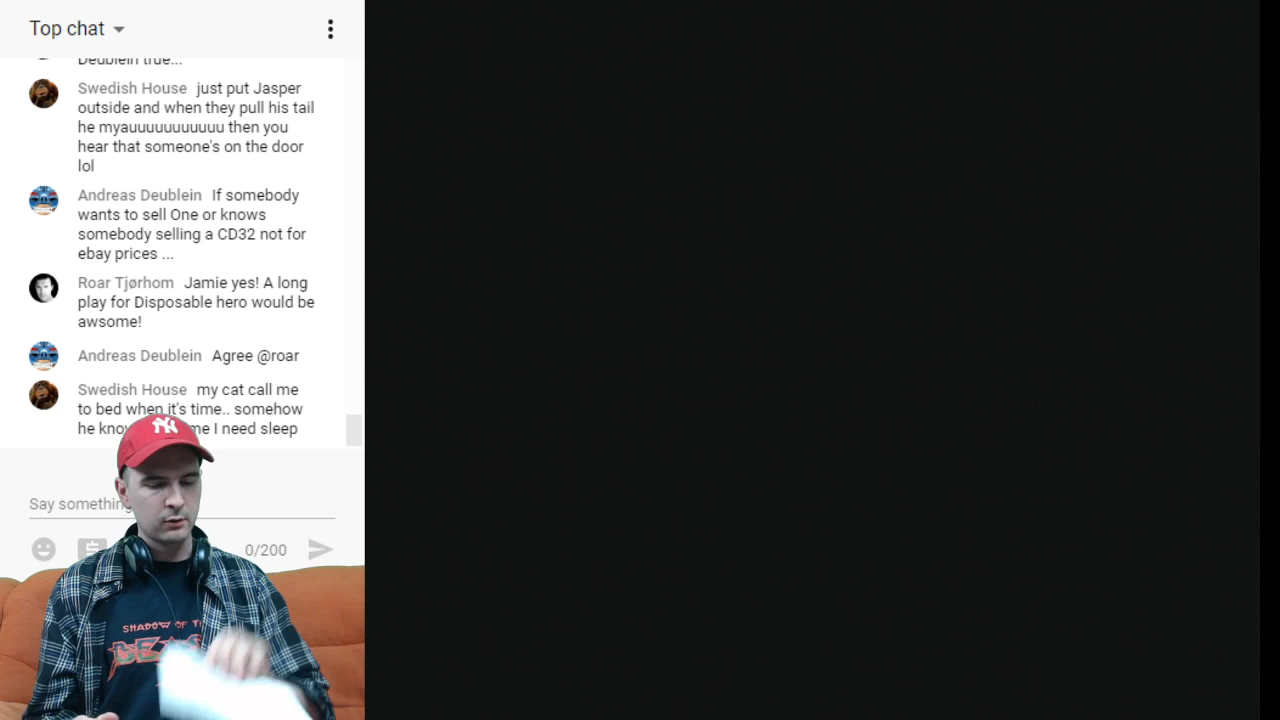 Top chat
Deublein true...
Swedish House just put Jasper
outside and when they pull his tail
he myauuuuuuuuuuu then you
hear that someone's on the door
lol
Andreas Deublein If somebody
wants to sell One or knows
somebody selling a CD32 not for
ebay prices ...
Roar Tjørhom Jamie yes! A long
play for Disposable hero would be
awsome!
Andreas Deublein Agree @roar
Swedish House my cat call me
to bed when it's time.. somehow
he me I need sleep
NY
Say something
0/200
SHADOW OF